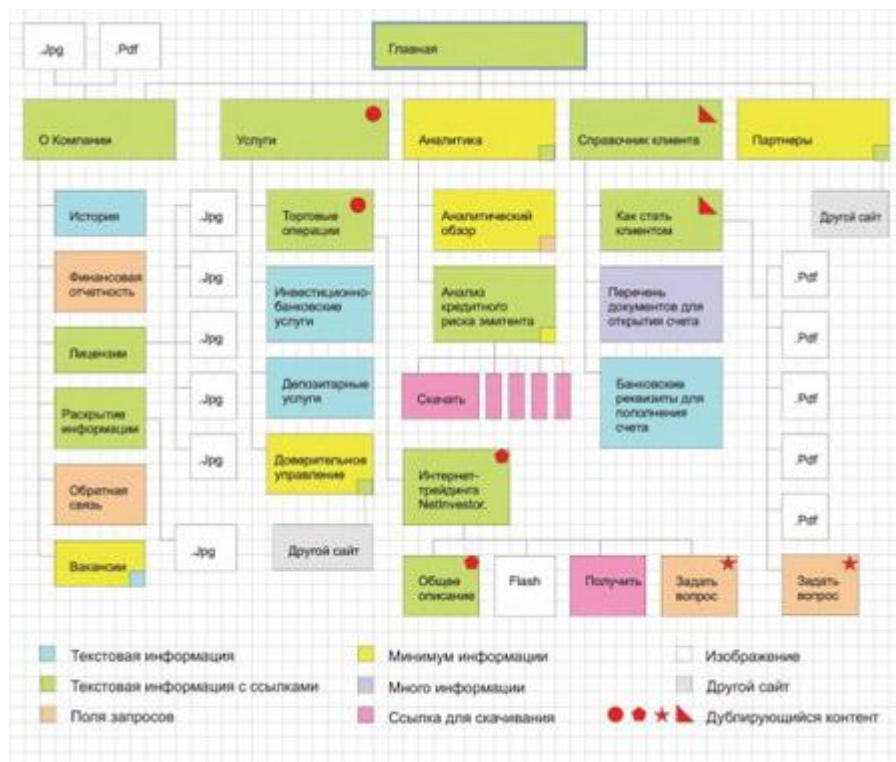 .Jpg
.Pdf
Главная
О Компании
Услуги
Аналитика
Справочник клиента
Партнеры
История
.Jpg
Торговые
операции
Аналитический
обзор
Как стать
клиентом
Другой сайт
Финансовая
отчетность
.Jpg
Инвестиционно-
банковские
услуги
Анализ
кредитного
риска эмитента
Перечень
документов для
открытия счета
.Pdf
Лицензии
.Jpg
.Pdf
Раскрытие
информации
.Jpg
Депозитарные
услуги
Скачать
Банковские
реквизиты для
пополнения
счета
.Pdf
.Jpg
Доверительное
управление
Интернет-
трейдинга
NetInvestor.
.Pdf
Обратная
связь
.Pdf
Вакансии
.Jpg
Другой сайт
Общее
описание
Flash
Получить
Задать
вопрос
Задать
вопрос
Текстовая информация
Минимум информации
Изображение
Текстовая информация с ссылками
Много информации
Другой сайт
Поля запросов
Ссылка для скачивания
Дублирующийся контент